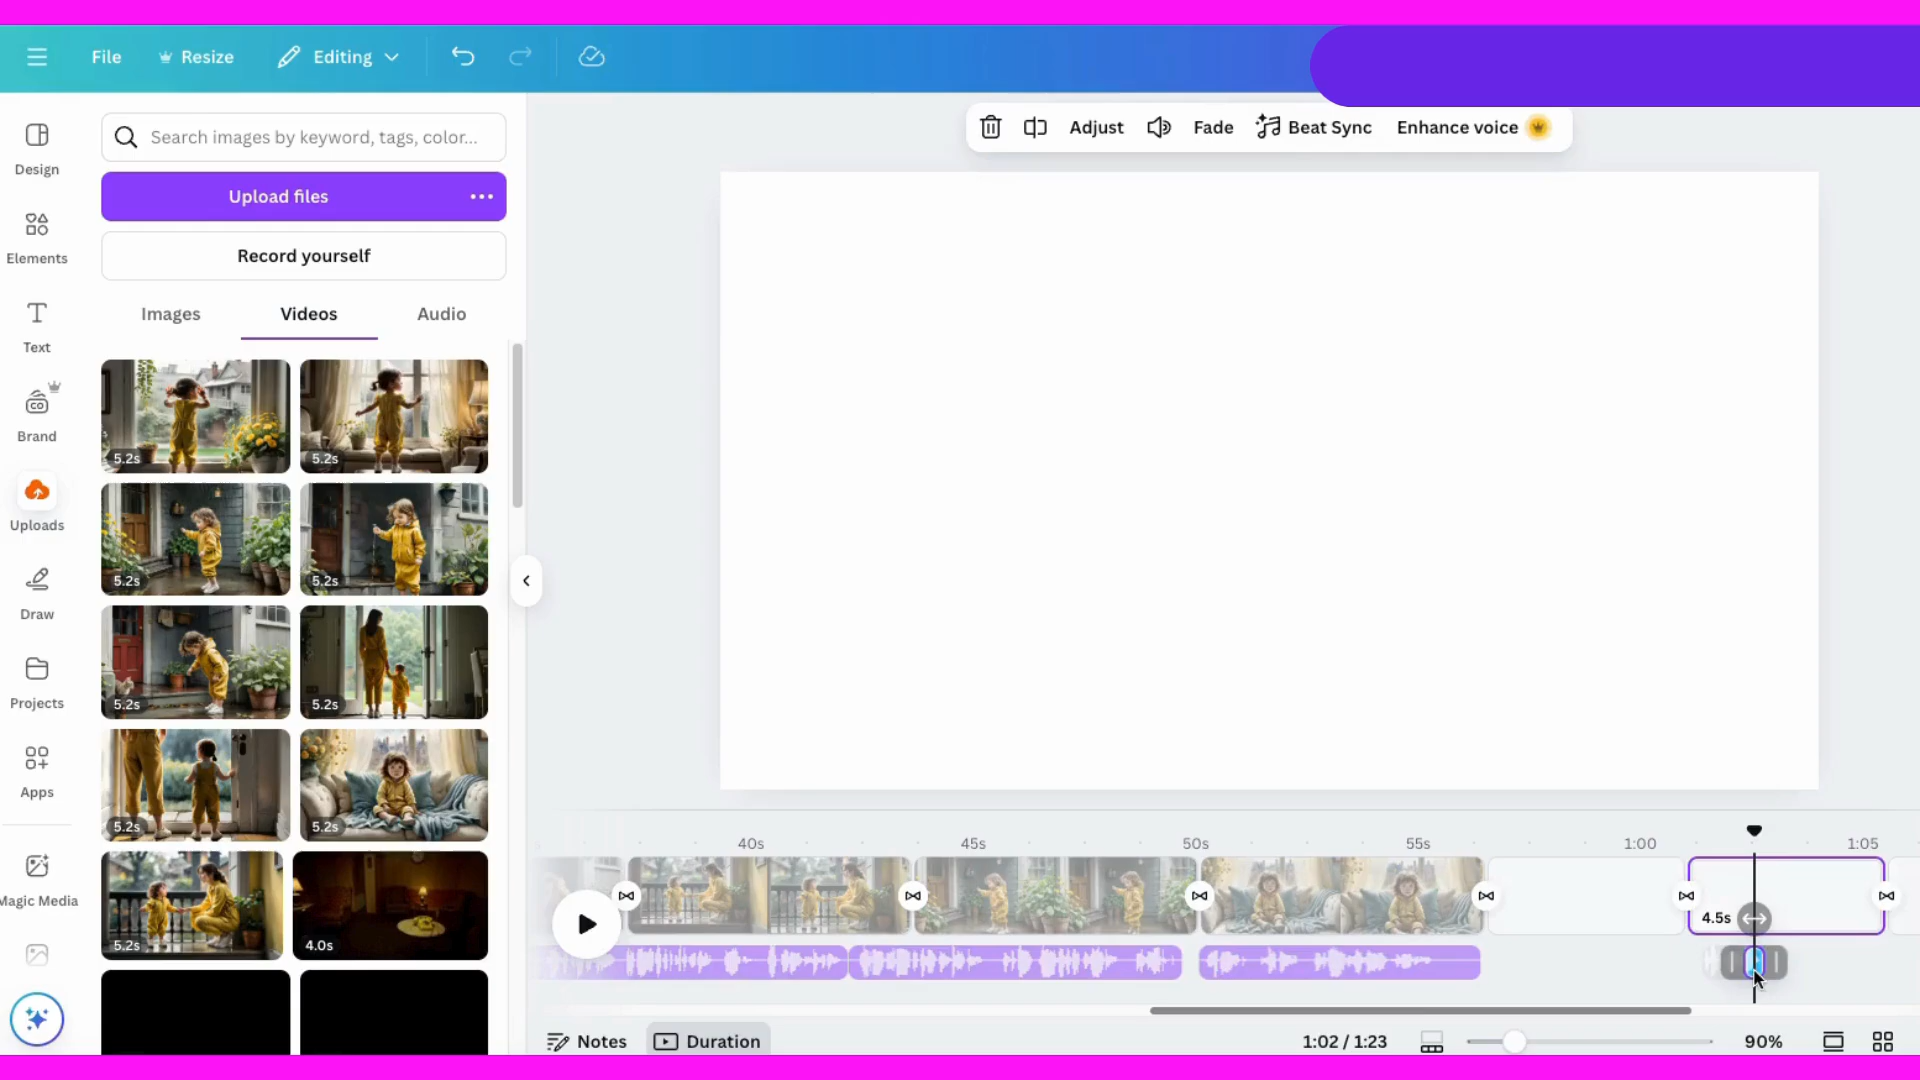 File
Resize
Editing
Design
Elements
Text
Brand
Uploads
Draw
Projects
Apps
Magic Media
Search images by keyword, tags, color...
Upload files
Record yourself
Images
Videos
Audio
5.2s
5.2s
5.2s
5.2s
5.2s
5.2s
5.2s
5.2s
5.2s
4.0s
Adjust
Fade
Beat Sync
Enhance voice
40s
45s
50s
55s
1:00
1:05
4.5s
Notes
Duration
1:02 / 1:23
90%